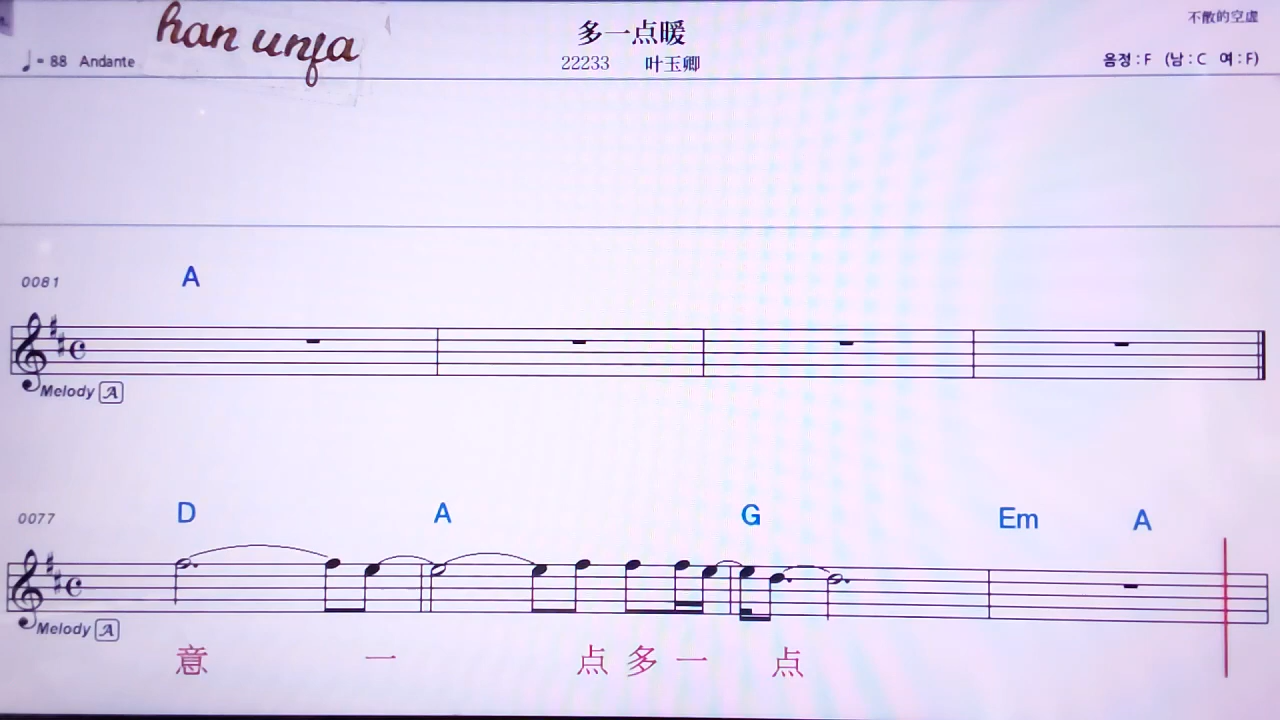 han unfa
多一点暖
不散的空虚
♩= 88 Andante
22233 叶玉卿
음정 : F (남 : C 여 : F)
0081
A
Melody A
0077
D A G Em A
Melody A
意 一 点 多 一 点